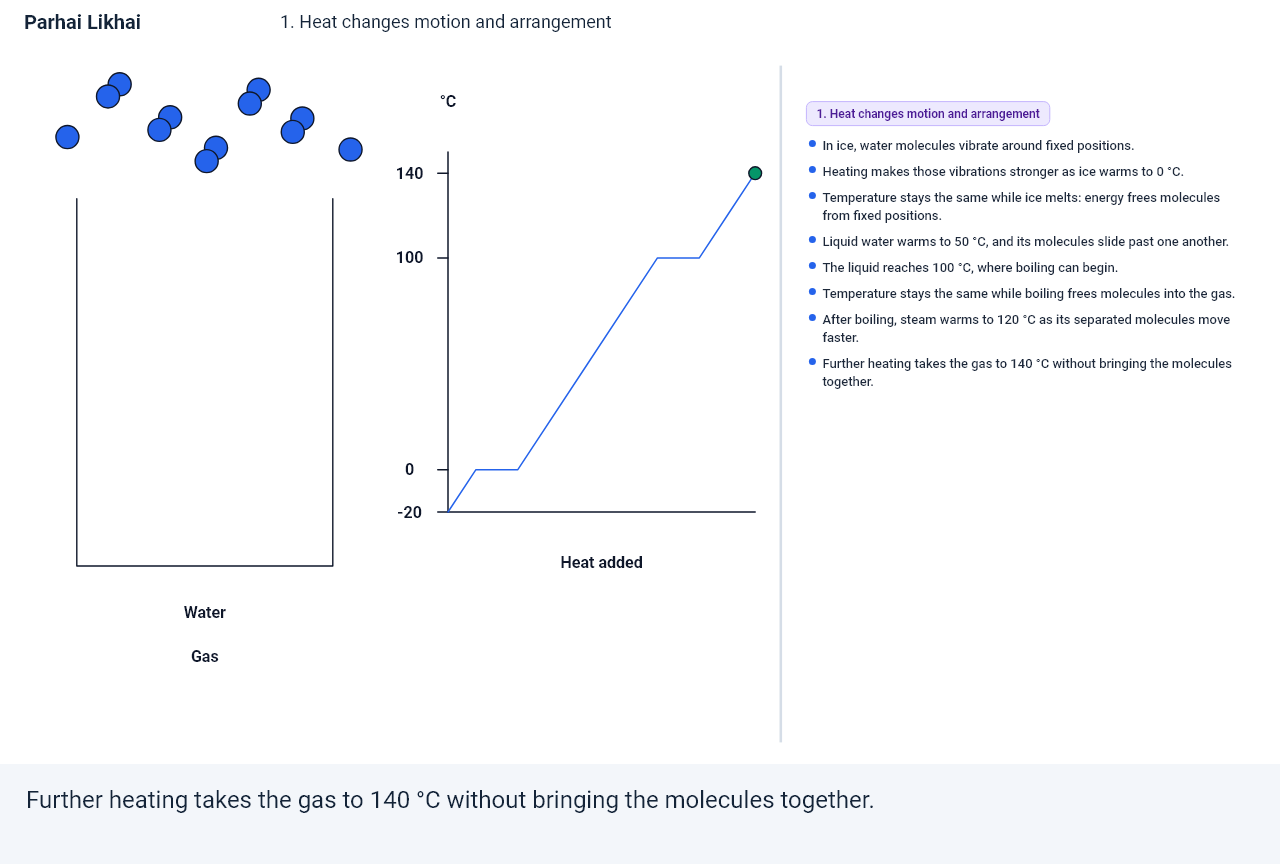 Parhai Likhai
1. Heat changes motion and arrangement
°C
140
100
0
-20
Heat added
Water
Gas
1. Heat changes motion and arrangement
In ice, water molecules vibrate around fixed positions.
Heating makes those vibrations stronger as ice warms to 0 °C.
Temperature stays the same while ice melts: energy frees molecules
from fixed positions.
Liquid water warms to 50 °C, and its molecules slide past one another.
The liquid reaches 100 °C, where boiling can begin.
Temperature stays the same while boiling frees molecules into the gas.
After boiling, steam warms to 120 °C as its separated molecules move
faster.
Further heating takes the gas to 140 °C without bringing the molecules
together.
Further heating takes the gas to 140 °C without bringing the molecules together.